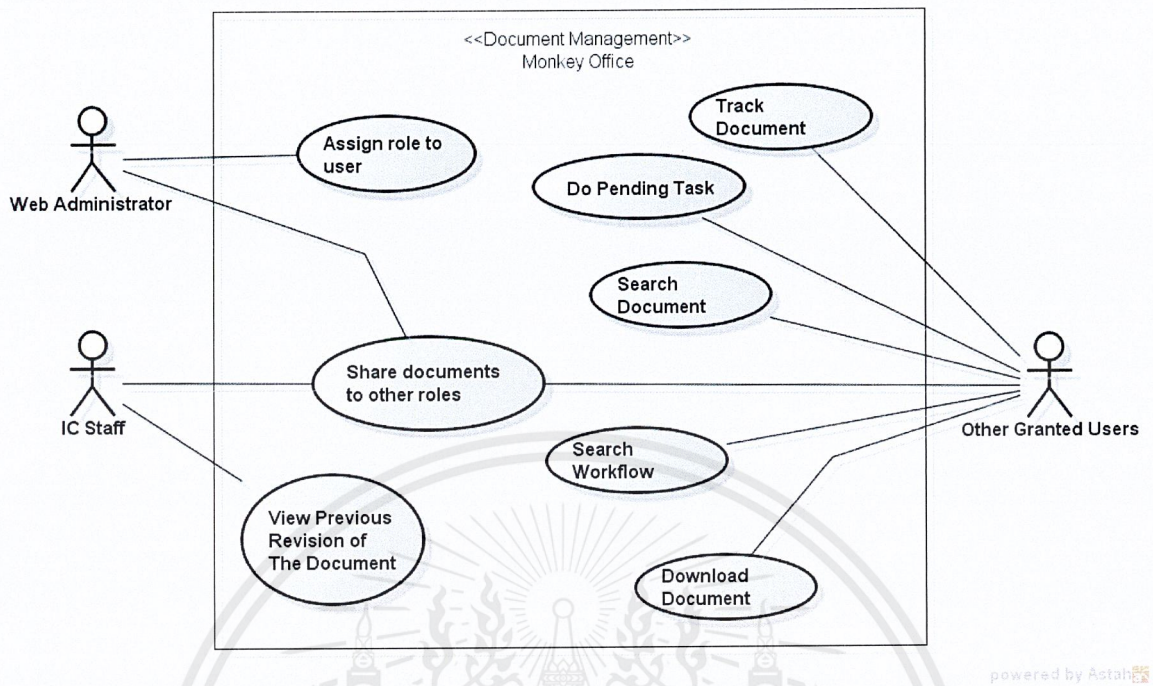 <<Document Management>>
Monkey Office
Track
Document
Assign role to
user
Do Pending Task
Web Administrator
Search
Document
Share documents
to other roles
IC Staff
Other Granted Users
Search
Workflow
View Previous
Revision of
The Document
Download
Document
powered by Astah